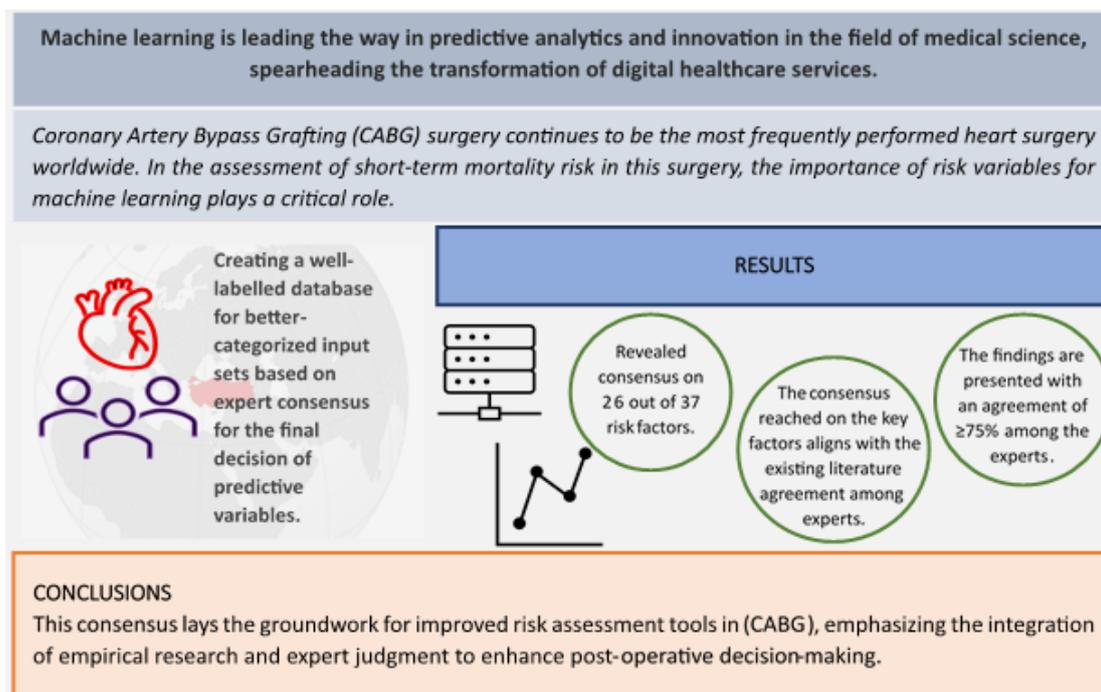 Machine learning is leading the way in predictive analytics and innovation in the field of medical science,
spearheading the transformation of digital healthcare services.
Coronary Artery Bypass Grafting (CABG) surgery continues to be the most frequently performed heart surgery
worldwide. In the assessment of short-term mortality risk in this surgery, the importance of risk variables for
machine learning plays a critical role.
Creating a well-
labelled database
for better-
categorized input
sets based on
expert consensus
for the final
decision of
predictive
variables.
RESULTS
Revealed
consensus on
26 out of 37
risk factors.
The consensus
reached on the key
factors aligns with the
existing literature
agreement among
experts.
The findings are
presented with
an agreement of
≥75% among the
experts.
CONCLUSIONS
This consensus lays the groundwork for improved risk assessment tools in (CABG), emphasizing the integration
of empirical research and expert judgment to enhance post-operative decision-making.